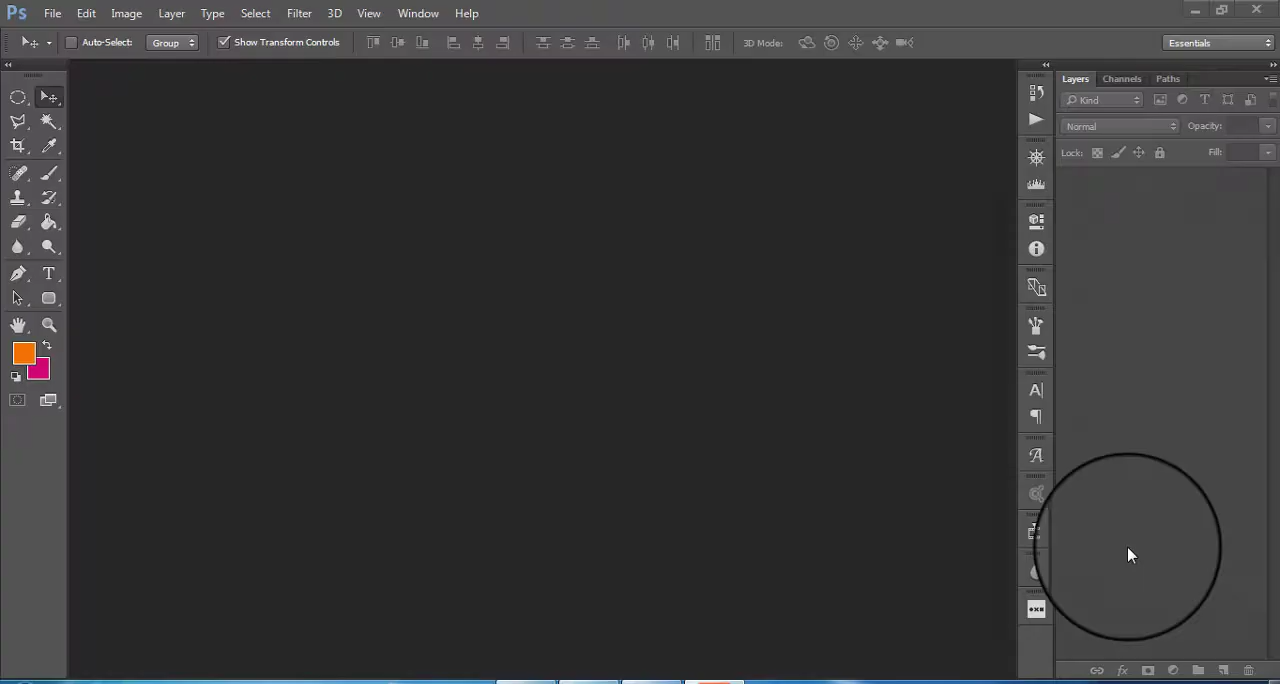 Ps File Edit Image Layer Type Select Filter 3D View Window Help
Auto-Select: Group Show Transform Controls 3D Mode: Essentials
Layers Channels Paths
Kind
Normal Opacity:
Lock: Fill: